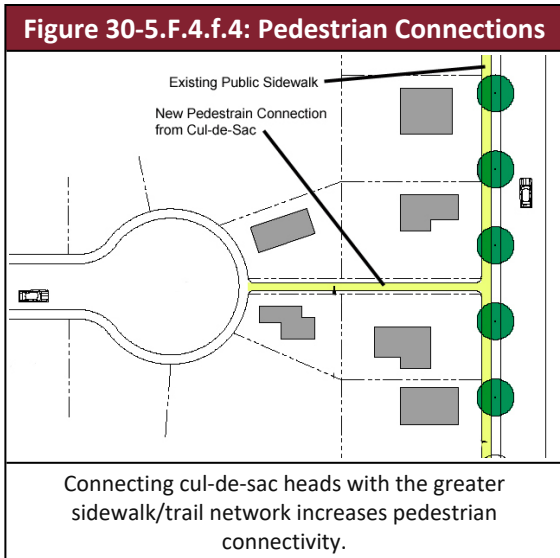 Figure 30-5.F.4.f.4: Pedestrian Connections
Existing Public Sidewalk
New Pedestrain Connection
from Cul-de-Sac
Connecting cul-de-sac heads with the greater
sidewalk/trail network increases pedestrian
connectivity.